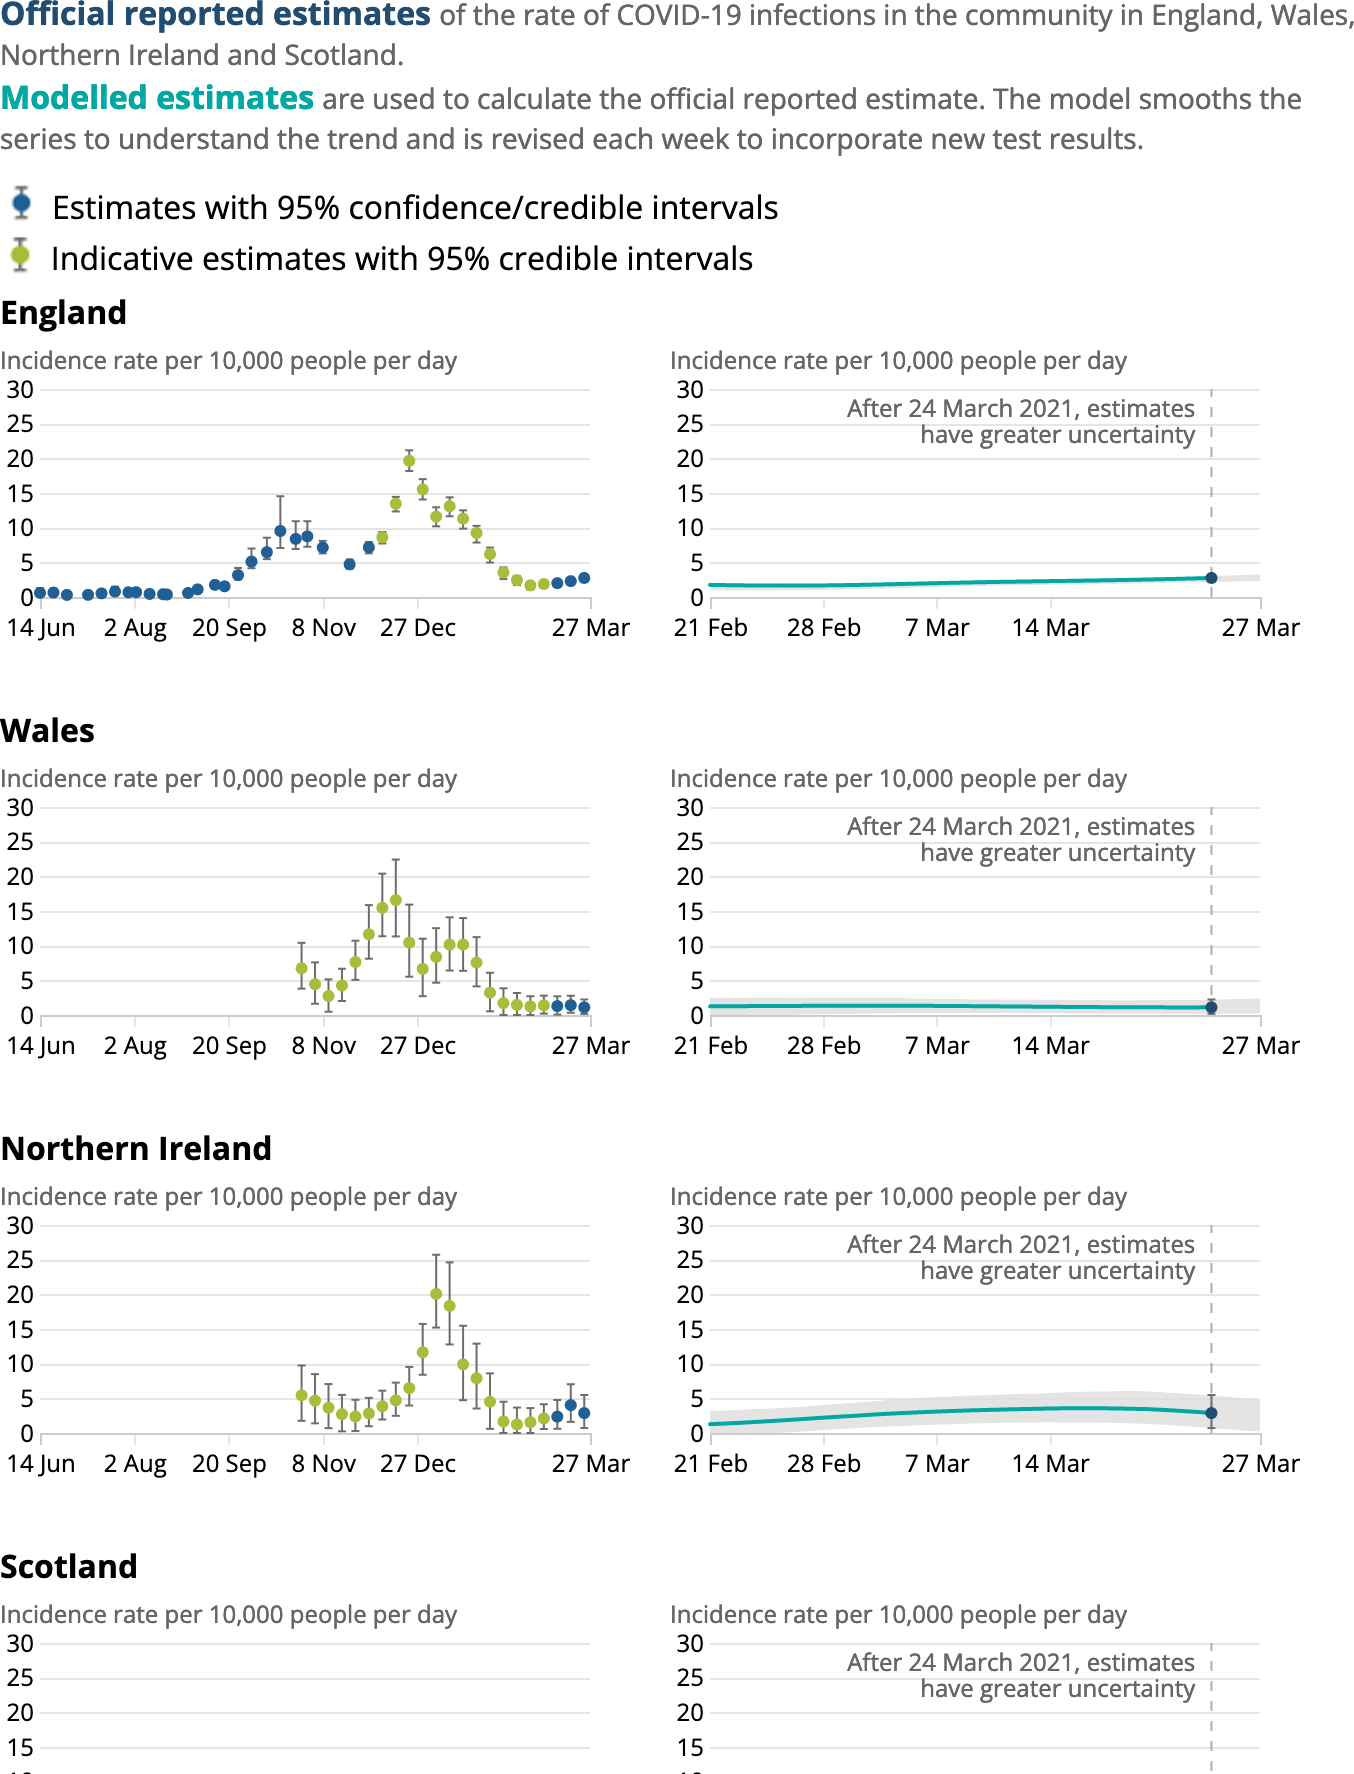 Official reported estimates of the rate of COVID-19 infections in the community in England, Wales,
Northern Ireland and Scotland.
Modelled estimates are used to calculate the official reported estimate. The model smooths the
series to understand the trend and is revised each week to incorporate new test results.
Estimates with 95% confidence/credible intervals
Indicative estimates with 95% credible intervals
England
Incidence rate per 10,000 people per day
30
25
20
15
10
5
0
14 Jun 2 Aug 20 Sep 8 Nov 27 Dec 27 Mar
Incidence rate per 10,000 people per day
After 24 March 2021, estimates
have greater uncertainty
30
25
20
15
10
5
0
21 Feb 28 Feb 7 Mar 14 Mar 27 Mar
Wales
Incidence rate per 10,000 people per day
30
25
20
15
10
5
0
14 Jun 2 Aug 20 Sep 8 Nov 27 Dec 27 Mar
Incidence rate per 10,000 people per day
After 24 March 2021, estimates
have greater uncertainty
30
25
20
15
10
5
0
21 Feb 28 Feb 7 Mar 14 Mar 27 Mar
Northern Ireland
Incidence rate per 10,000 people per day
30
25
20
15
10
5
0
14 Jun 2 Aug 20 Sep 8 Nov 27 Dec 27 Mar
Incidence rate per 10,000 people per day
After 24 March 2021, estimates
have greater uncertainty
30
25
20
15
10
5
0
21 Feb 28 Feb 7 Mar 14 Mar 27 Mar
Scotland
Incidence rate per 10,000 people per day
30
25
20
15
Incidence rate per 10,000 people per day
After 24 March 2021, estimates
have greater uncertainty
30
25
20
15